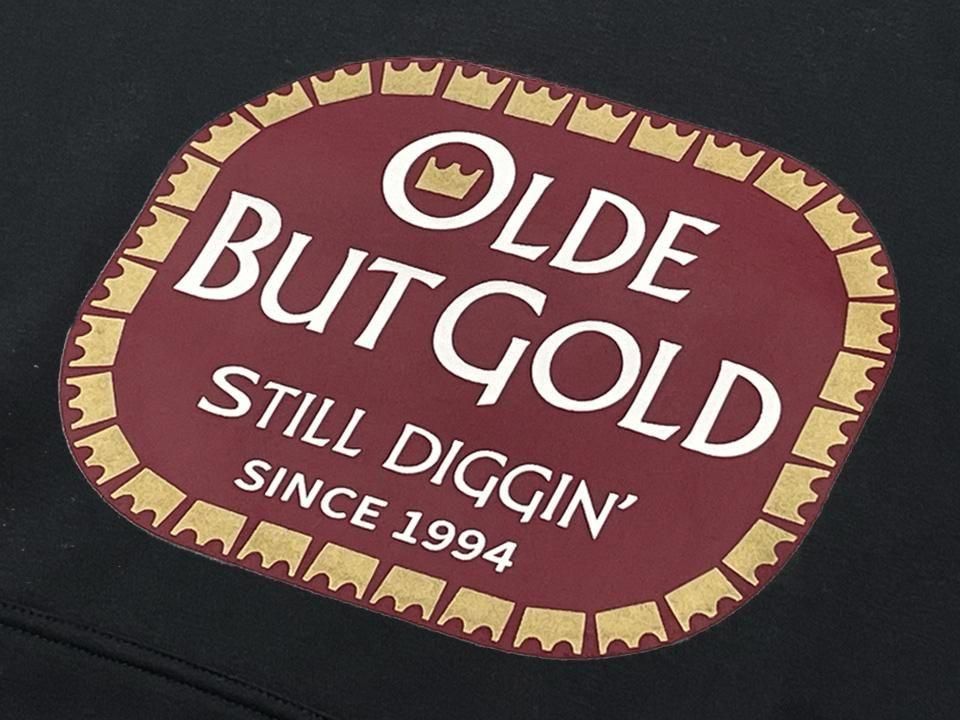 OLDE
BUT GOLD
STILL DIGGIN'
SINCE 1994